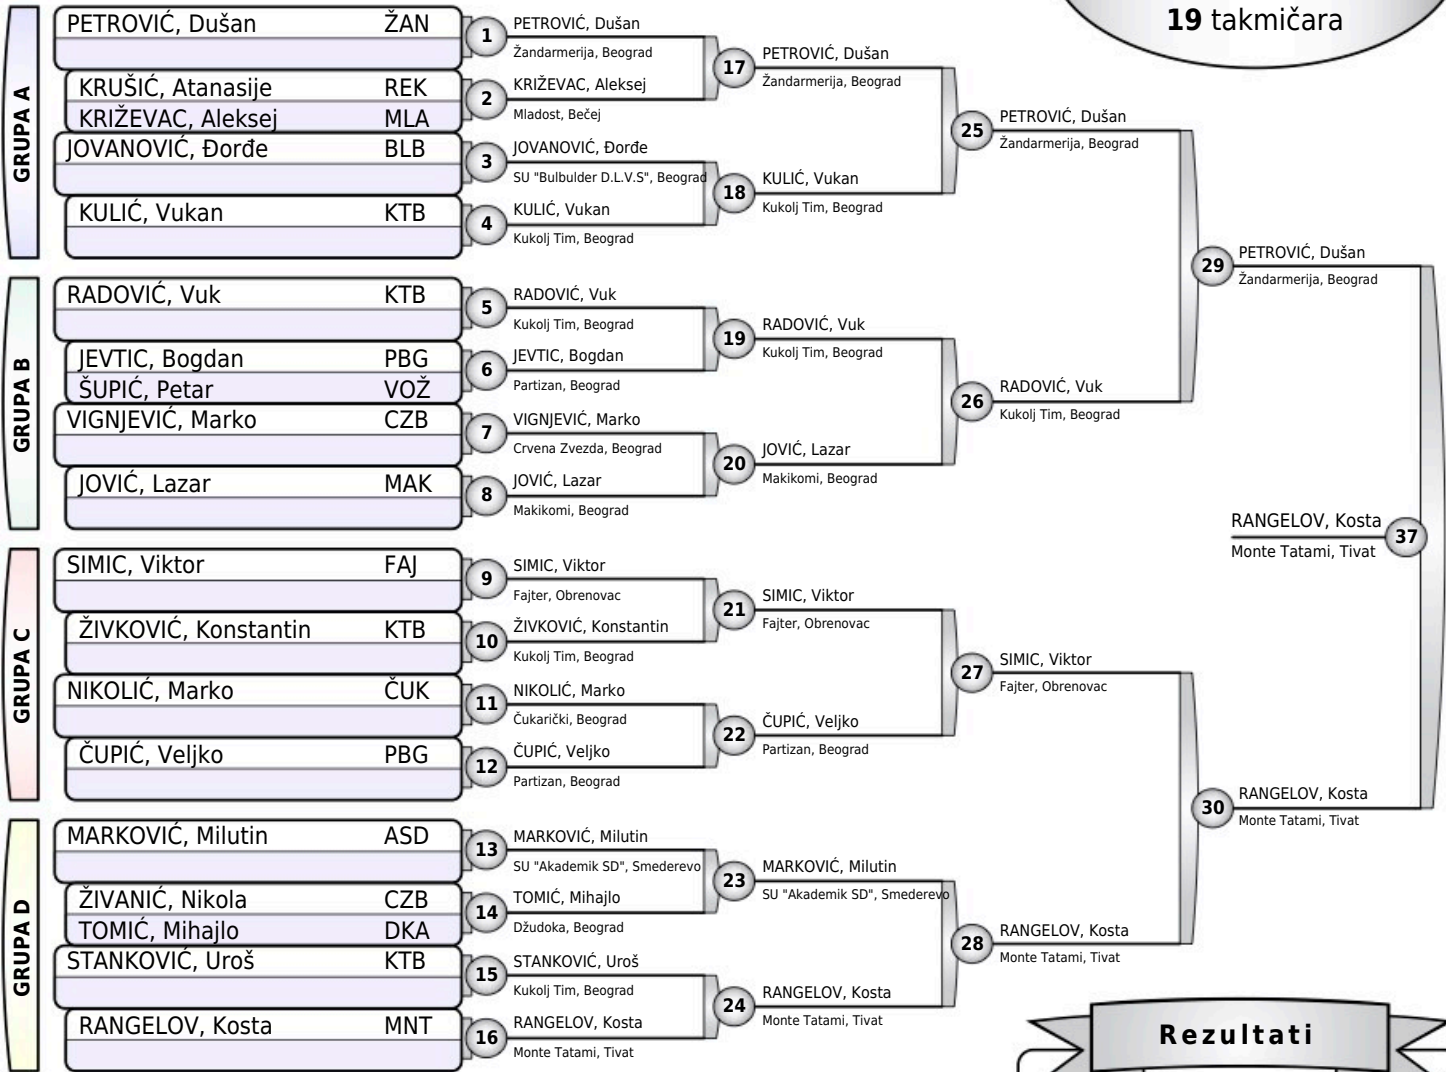 19 takmičara
GRUPA A
PETROVIĆ, Dušan ŽAN
KRUŠIĆ, Atanasije REK
KRIŽEVAC, Aleksej MLA
JOVANOVIĆ, Đorđe BLB
KULIĆ, Vukan KTB
GRUPA B
RADOVIĆ, Vuk KTB
JEVTIC, Bogdan PBG
ŠUPIĆ, Petar VOŽ
VIGNJEVIĆ, Marko CZB
JOVIĆ, Lazar MAK
GRUPA C
SIMIC, Viktor FAJ
ŽIVKOVIĆ, Konstantin KTB
NIKOLIĆ, Marko ČUK
ČUPIĆ, Veljko PBG
GRUPA D
MARKOVIĆ, Milutin ASD
ŽIVANIĆ, Nikola CZB
TOMIĆ, Mihajlo DKA
STANKOVIĆ, Uroš KTB
RANGELOV, Kosta MNT
1 PETROVIĆ, Dušan
Žandarmerija, Beograd
2 KRIŽEVAC, Aleksej
Mladost, Bečej
3 JOVANOVIĆ, Đorđe
SU "Bulbulder D.L.V.S", Beograd
4 KULIĆ, Vukan
Kukolj Tim, Beograd
5 RADOVIĆ, Vuk
Kukolj Tim, Beograd
6 JEVTIC, Bogdan
Partizan, Beograd
7 VIGNJEVIĆ, Marko
Crvena Zvezda, Beograd
8 JOVIĆ, Lazar
Makikomi, Beograd
9 SIMIC, Viktor
Fajter, Obrenovac
10 ŽIVKOVIĆ, Konstantin
Kukolj Tim, Beograd
11 NIKOLIĆ, Marko
Čukarički, Beograd
12 ČUPIĆ, Veljko
Partizan, Beograd
13 MARKOVIĆ, Milutin
SU "Akademik SD", Smederevo
14 TOMIĆ, Mihajlo
Džudoka, Beograd
15 STANKOVIĆ, Uroš
Kukolj Tim, Beograd
16 RANGELOV, Kosta
Monte Tatami, Tivat
17 PETROVIĆ, Dušan
Žandarmerija, Beograd
18 KULIĆ, Vukan
Kukolj Tim, Beograd
19 RADOVIĆ, Vuk
Kukolj Tim, Beograd
20 JOVIĆ, Lazar
Makikomi, Beograd
21 SIMIC, Viktor
Fajter, Obrenovac
22 ČUPIĆ, Veljko
Partizan, Beograd
23 MARKOVIĆ, Milutin
SU "Akademik SD", Smederevo
24 RANGELOV, Kosta
Monte Tatami, Tivat
25 PETROVIĆ, Dušan
Žandarmerija, Beograd
26 RADOVIĆ, Vuk
Kukolj Tim, Beograd
27 SIMIC, Viktor
Fajter, Obrenovac
28 RANGELOV, Kosta
Monte Tatami, Tivat
29 PETROVIĆ, Dušan
Žandarmerija, Beograd
30 RANGELOV, Kosta
Monte Tatami, Tivat
RANGELOV, Kosta 37
Monte Tatami, Tivat
Rezultati